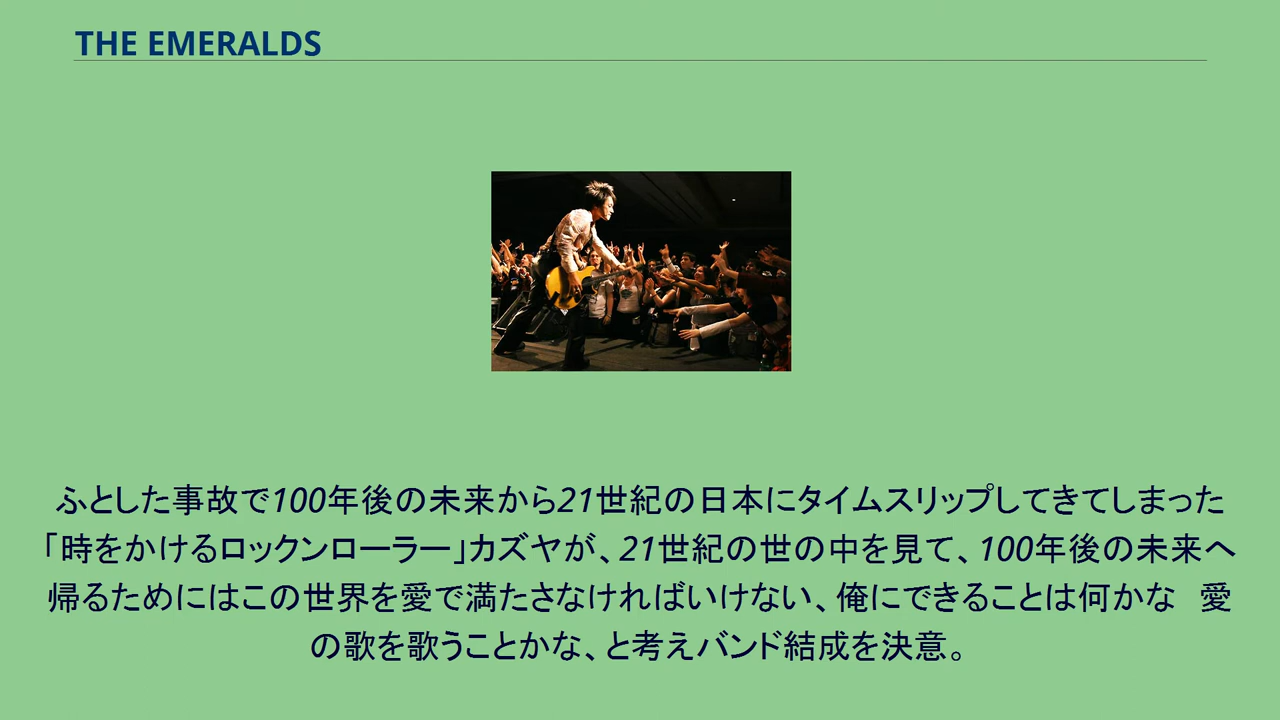 THE EMERALDS
ふとした事故で100年後の未来から21世紀の日本にタイムスリップしてきてしまった
「時をかけるロックンローラー」カズヤが、21世紀の世の中を見て、100年後の未来へ
帰るためにはこの世界を愛で満たさなければいけない、俺にできることは何かな　愛
の歌を歌うことかな、と考えバンド結成を決意。